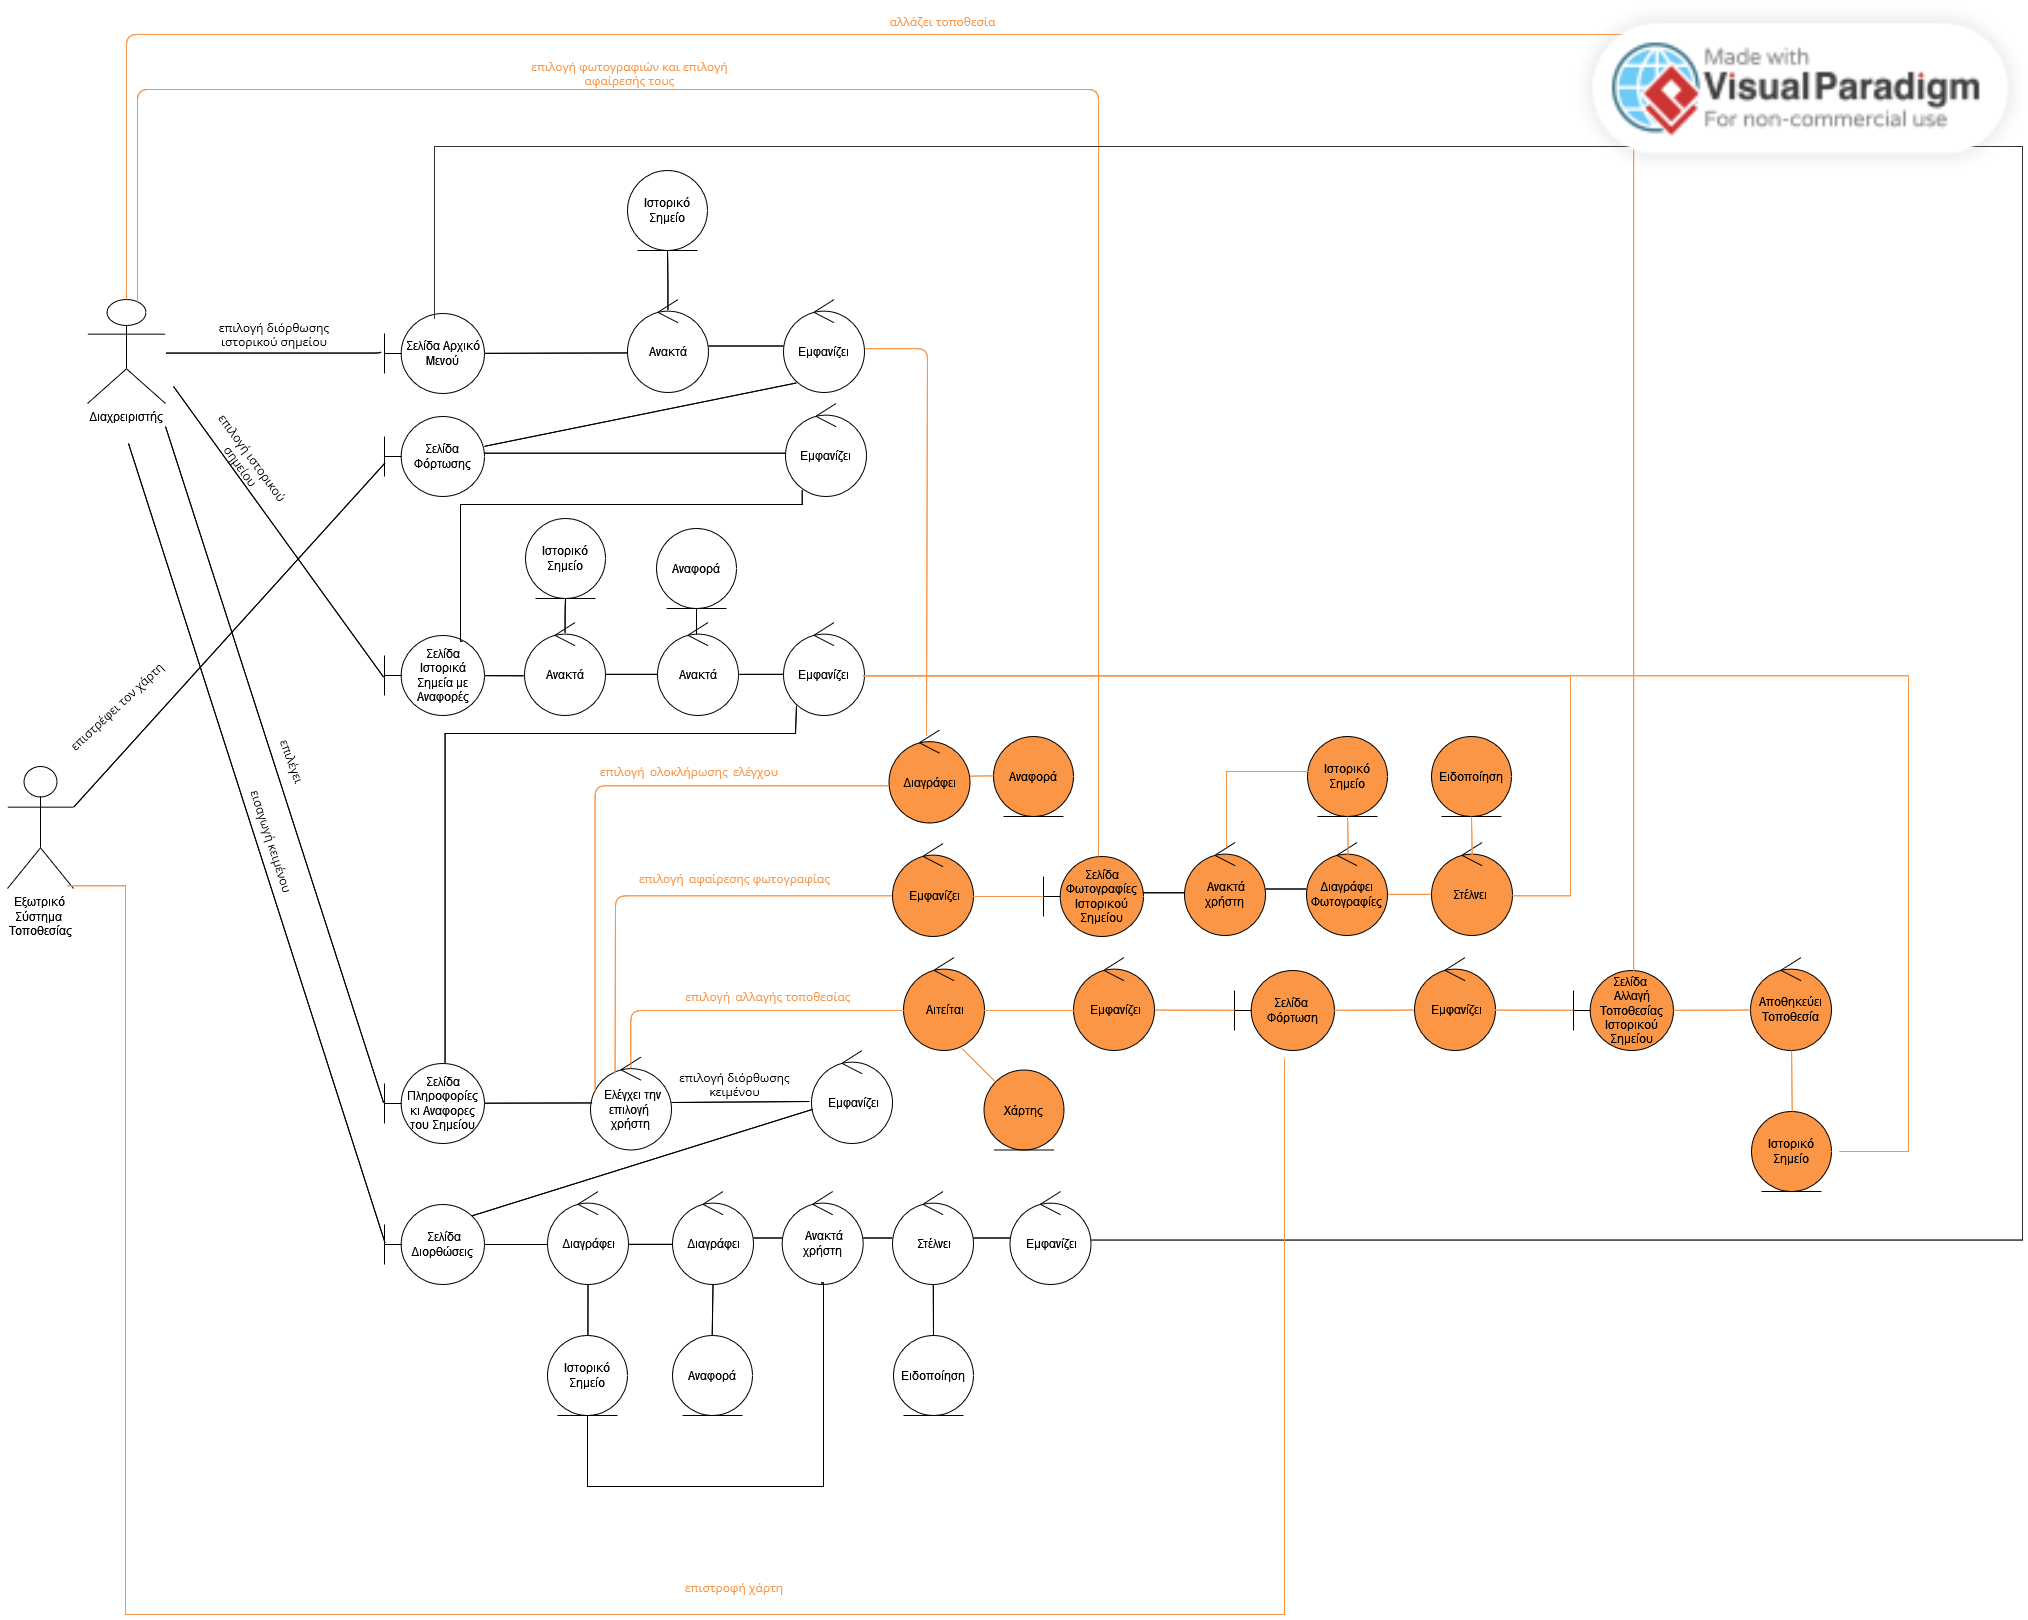 αλλάζει τοποθεσία
επιλογή φωτογραφιών και επιλογή
αφαίρεσής τους
Made with
Visual Paradigm
For non-commercial use
Ιστορικό
Σημείο
επιλογή διόρθωσης
ιστορικού σημείου
Σελίδα Αρχικό
Μενού
Ανακτά
Εμφανίζει
Διαχρειριστής
επιλογή ιστορικού
σημείου
Σελίδα
Φόρτωσης
Εμφανίζει
Ιστορικό
Σημείο
Αναφορά
Σελίδα
Ιστορικά
Σημεία με
Αναφορές
Ανακτά
Ανακτά
Εμφανίζει
επιστρέφει τον χάρτη
επιλέγει
εισαγωγή κειμένου
Εξωτρικό
Σύστημα
Τοποθεσίας
επιλογή ολοκλήρωσης ελέγχου
Διαγράφει
Αναφορά
Ιστορικό
Σημείο
Ειδοποίηση
επιλογή αφαίρεσης φωτογραφίας
Εμφανίζει
Σελίδα
Φωτογραφίες
Ιστορικού
Σημείου
Ανακτά
χρήστη
Διαγράφει
Φωτογραφίες
Στέλνει
επιλογή αλλαγής τοποθεσίας
Αιτείται
Εμφανίζει
Σελίδα
Φόρτωση
Εμφανίζει
Σελίδα
Αλλαγή
Τοποθεσίας
Ιστορικού
Σημείου
Αποθηκεύει
Τοποθεσία
Σελίδα
Πληροφορίες
κι Αναφορες
του Σημείου
Ελέγχει την
επιλογή
χρήστη
επιλογή διόρθωσης
κειμένου
Εμφανίζει
Χάρτης
Ιστορικό
Σημείο
Σελίδα
Διορθώσεις
Διαγράφει
Διαγράφει
Ανακτά
χρήστη
Στέλνει
Εμφανίζει
Ιστορικό
Σημείο
Αναφορά
Ειδοποίηση
επιστροφή χάρτη